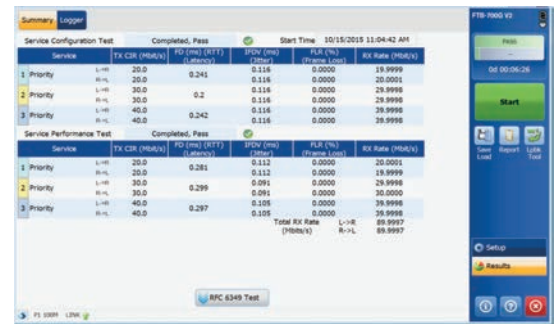 Summary Logger
FTB-700G V2
Service Configuration Test Completed, Pass Start Time 10/15/2015 11:04:42 AM
Service TX CIR (Mbit/s) FD (ms) (RTT) (Latency) IFDV (ms) (Jitter) FLR (%) (Frame Loss) RX Rate (Mbit/s)
1 Priority L->R 20.0 0.241 0.116 0.0000 19.9999
R->L 20.0 0.116 0.0000 20.0001
2 Priority L->R 30.0 0.2 0.116 0.0000 29.9998
R->L 30.0 0.116 0.0000 29.9998
3 Priority L->R 40.0 0.242 0.116 0.0000 39.9998
R->L 40.0 0.116 0.0000 39.9998
Service Performance Test Completed, Pass
Service TX CIR (Mbit/s) FD (ms) (RTT) (Latency) IFDV (ms) (Jitter) FLR (%) (Frame Loss) RX Rate (Mbit/s)
1 Priority L->R 20.0 0.281 0.112 0.0000 20.0001
R->L 20.0 0.112 0.0000 19.9999
2 Priority L->R 30.0 0.299 0.091 0.0000 29.9998
R->L 30.0 0.091 0.0000 30.0000
3 Priority L->R 40.0 0.297 0.105 0.0000 39.9998
R->L 40.0 0.105 0.0000 39.9998
Total RX Rate L->R 89.9997
(Mbits/s) R->L 89.9997
RFC 6349 Test
P1 100M LINK
PASS
0d 00:06:26
Start
Save Load
Report
Lpbk Tool
Setup
Results